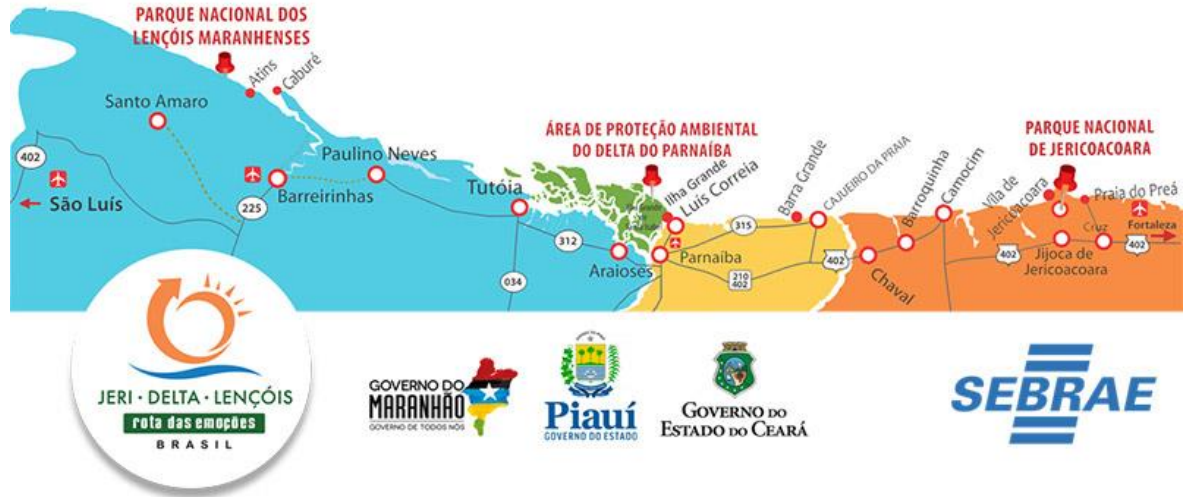 PARQUE NACIONAL DOS
LENÇÓIS MARANHENSES
Atins
Caburé
Santo Amaro
402
São Luís
225
Barreirinhas
Paulino Neves
Tutóia
312
034
ÁREA DE PROTEÇÃO AMBIENTAL
DO DELTA DO PARNAÍBA
Ilha Grande
Luís Correia
Araioses
Parnaíba
315
210
402
Barra Grande
CAJUEIRO DA PRAIA
402
Chaval
Barroquinha
Camocim
PARQUE NACIONAL
DE JERICOACOARA
Vila de
Jericoacoara
Praia do Preá
Cruz
Fortaleza
402
402
Jijoca de
Jericoacoara
JERI · DELTA · LENÇÓIS
rota das emoções
BRASIL
GOVERNO DO
MARANHÃO
GOVERNO DE TODOS NÓS
Piauí
GOVERNO DO ESTADO
GOVERNO DO
ESTADO DO CEARÁ
SEBRAE